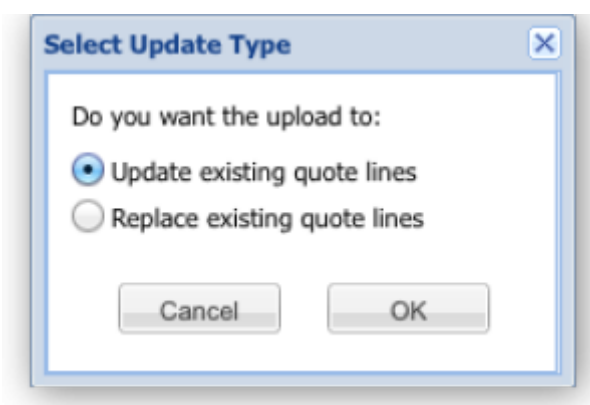 Select Update Type
Do you want the upload to:
Update existing quote lines
Replace existing quote lines
Cancel OK